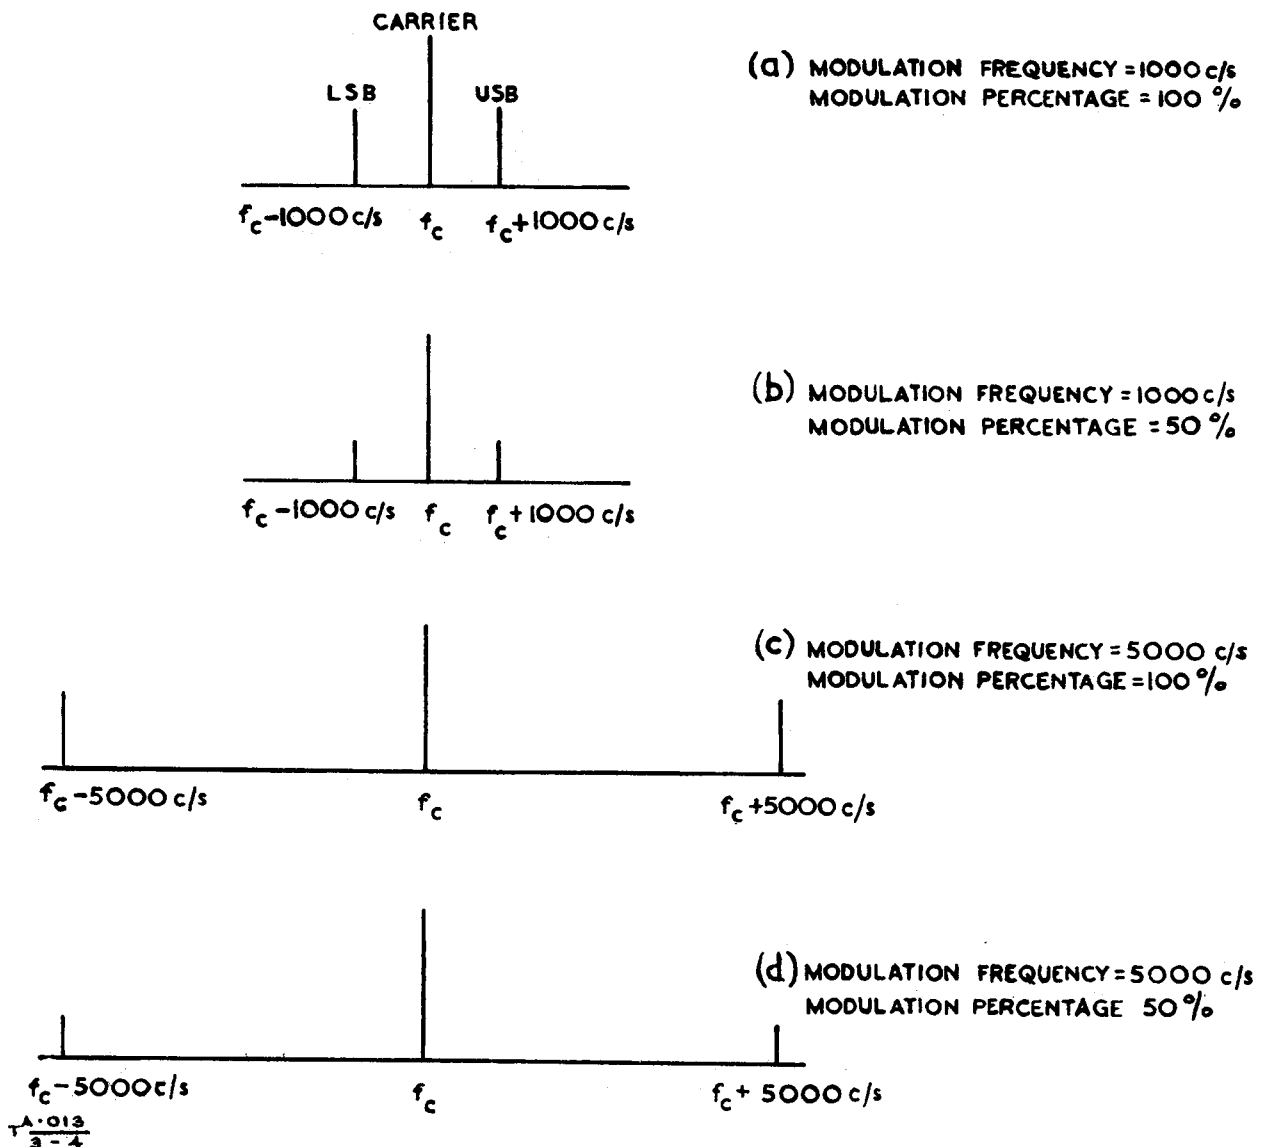 CARRIER
LSB USB
f_c-1000 c/s f_c f_c+1000 c/s
(a) MODULATION FREQUENCY = 1000 c/s
MODULATION PERCENTAGE = 100 %
f_c-1000 c/s f_c f_c+1000 c/s
(b) MODULATION FREQUENCY = 1000 c/s
MODULATION PERCENTAGE = 50 %
f_c-5000 c/s f_c f_c+5000 c/s
(c) MODULATION FREQUENCY = 5000 c/s
MODULATION PERCENTAGE = 100 %
f_c-5000 c/s f_c f_c+ 5000 c/s
(d) MODULATION FREQUENCY = 5000 c/s
MODULATION PERCENTAGE 50 %
A·013
3-4